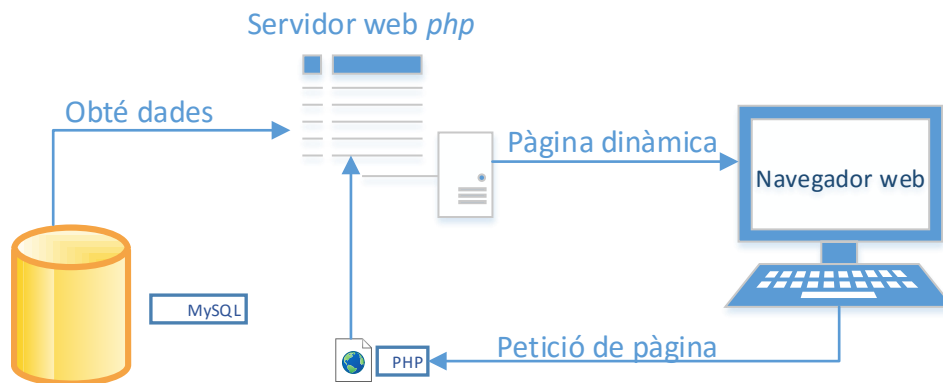 Servidor web php
Obté dades
Pàgina dinàmica
Navegador web
MySQL
PHP
Petició de pàgina